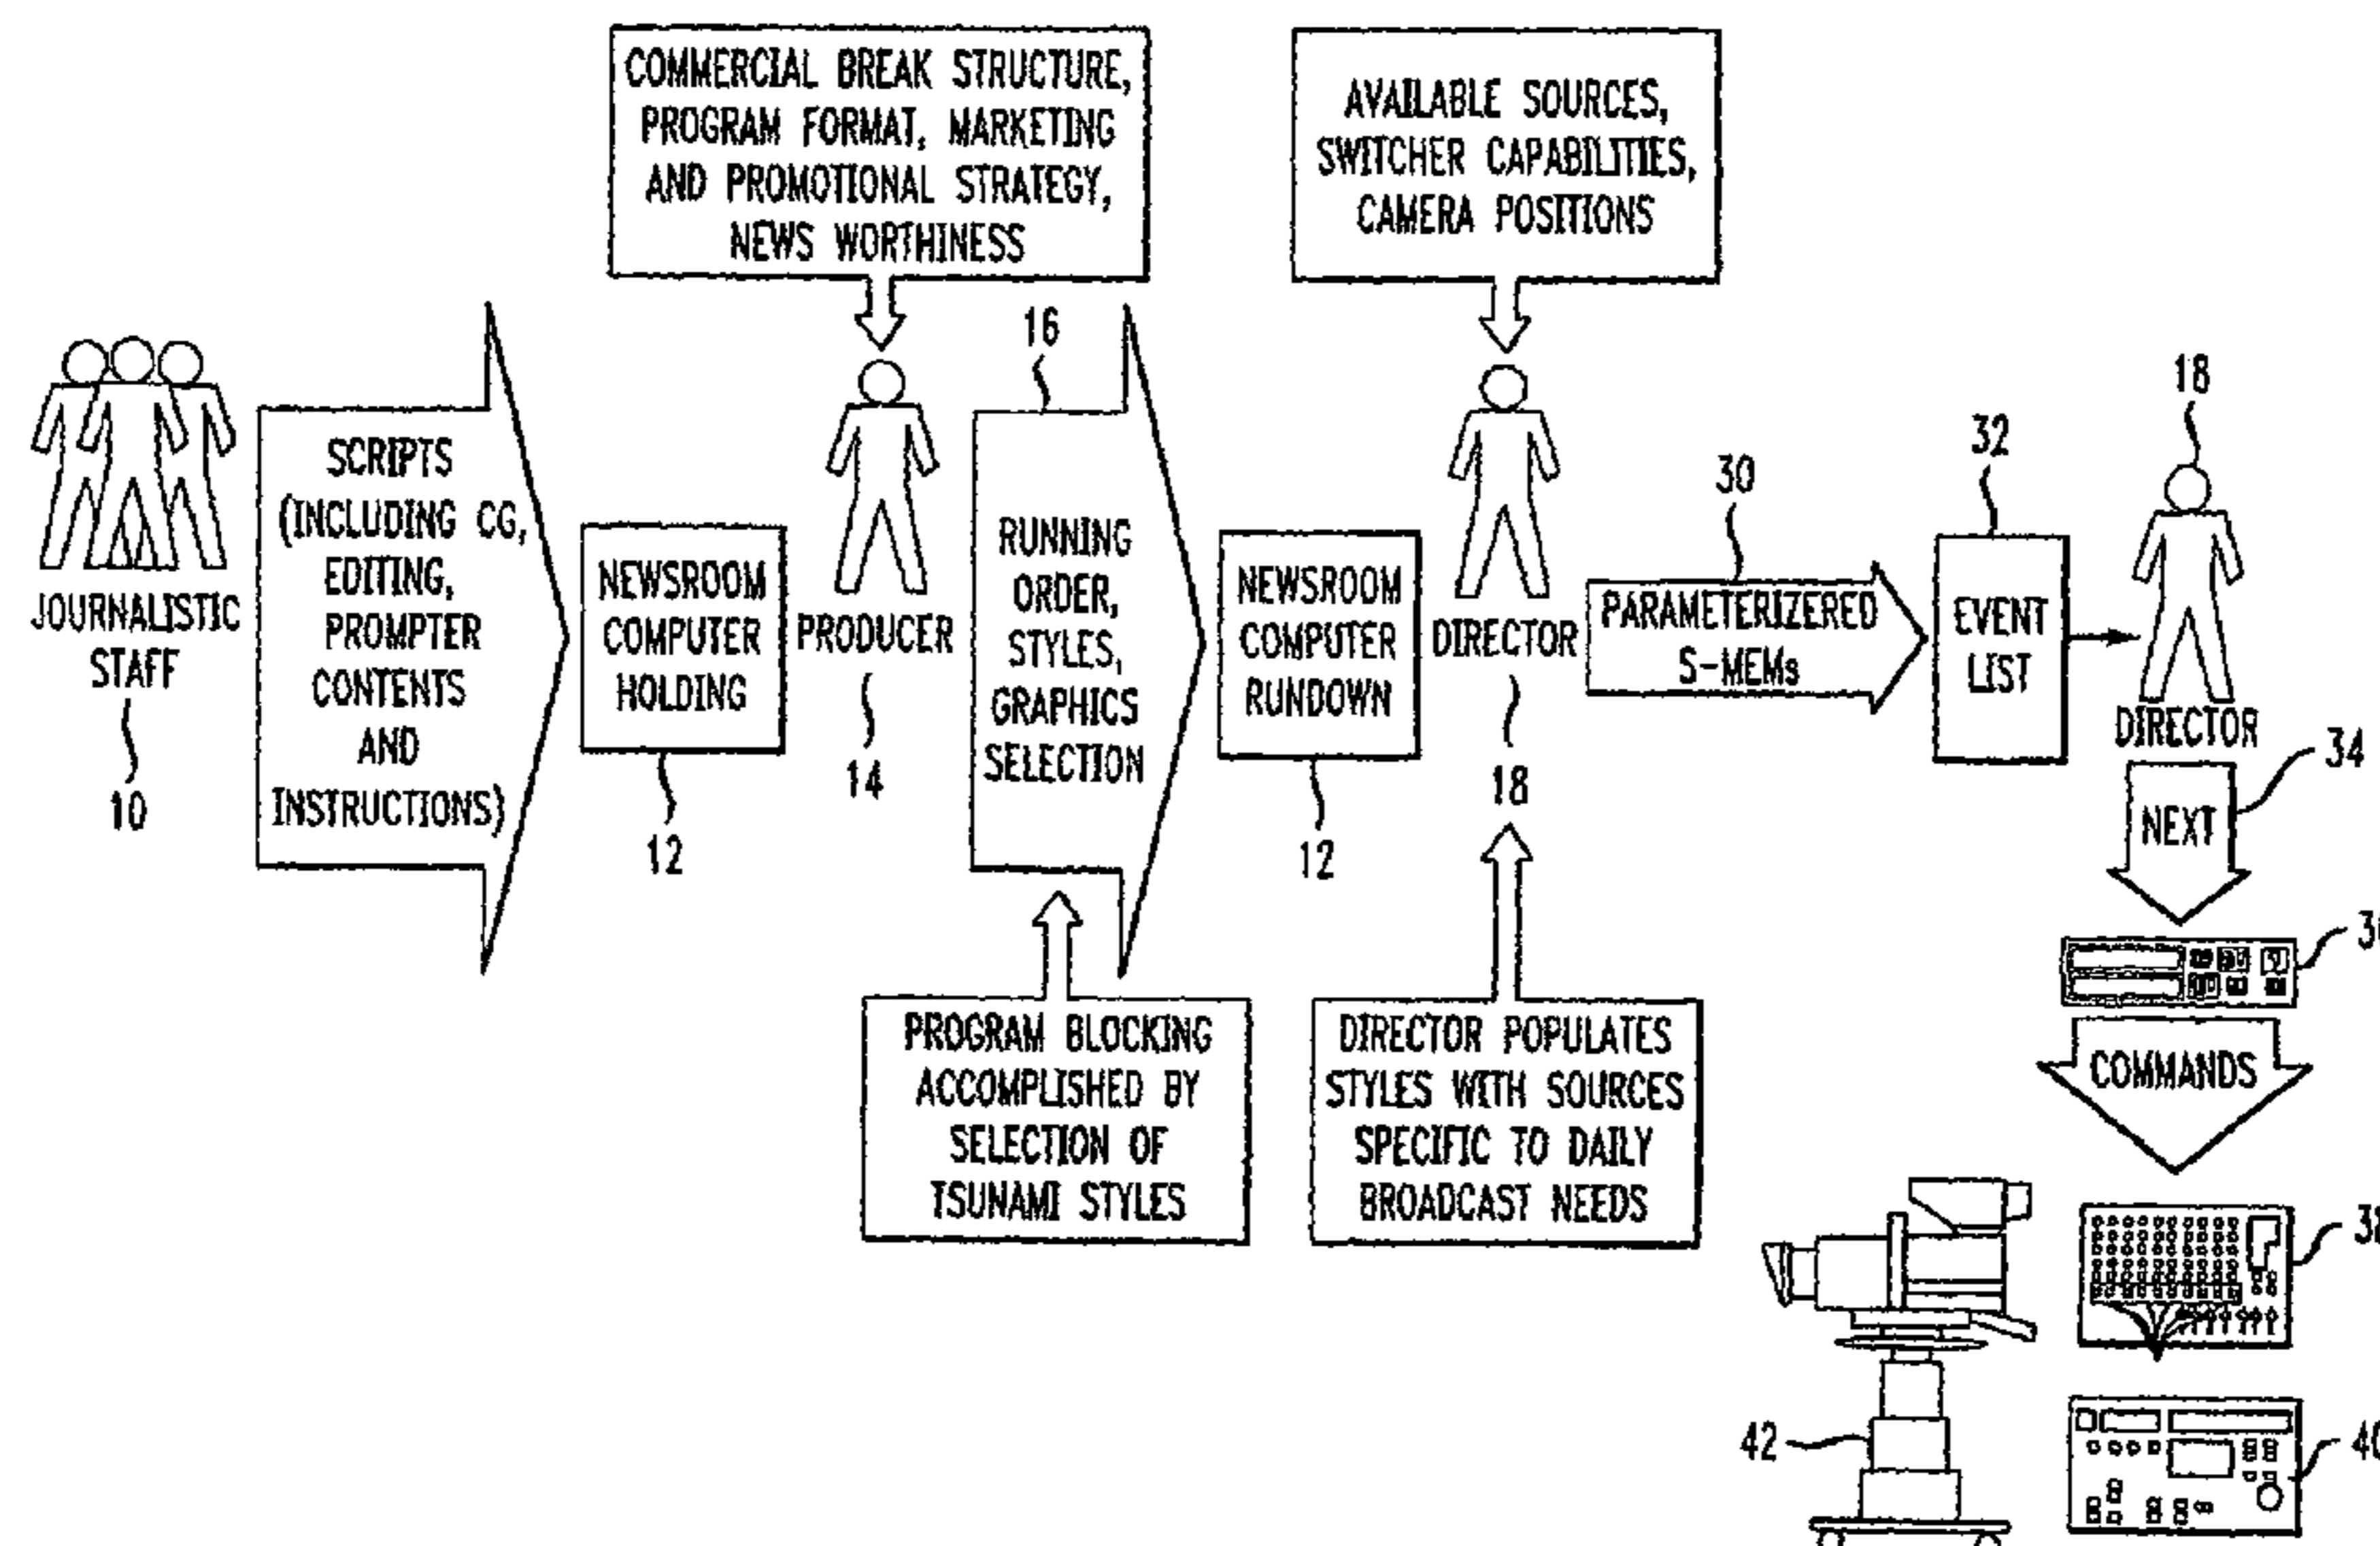 COMMERCIAL BREAK STRUCTURE,
PROGRAM FORMAT, MARKETING
AND PROMOTIONAL STRATEGY,
NEWS WORTHINESS
AVAILABLE SOURCES,
SWITCHER CAPABILITIES,
CAMERA POSITIONS
JOURNALISTIC
STAFF
10
SCRIPTS
(INCLUDING CG,
EDITING,
PROMPTER
CONTENTS
AND
INSTRUCTIONS)
NEWSROOM
COMPUTER
HOLDING
12
PRODUCER
14
16
RUNNING
ORDER,
STYLES,
GRAPHICS
SELECTION
NEWSROOM
COMPUTER
RUNDOWN
12
DIRECTOR
18
30
PARAMETERIZERED
S-MEMs
32
EVENT
LIST
18
DIRECTOR
34
NEXT
PROGRAM BLOCKING
ACCOMPLISHED BY
SELECTION OF
TSUNAMI STYLES
DIRECTOR POPULATES
STYLES WITH SOURCES
SPECIFIC TO DAILY
BROADCAST NEEDS
COMMANDS
42